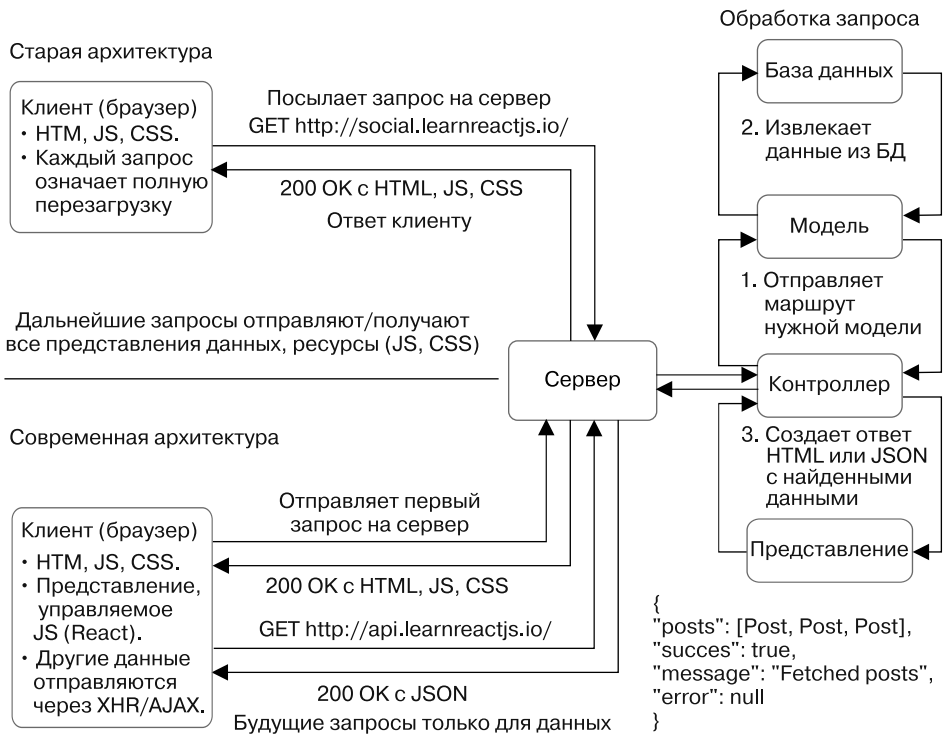 Старая архитектура
Клиент (браузер)
· HTM, JS, CSS.
· Каждый запрос
означает полную
перезагрузку
Посылает запрос на сервер
GET http://social.learnreactjs.io/
200 OK с HTML, JS, CSS
Ответ клиенту
Дальнейшие запросы отправляют/получают
все представления данных, ресурсы (JS, CSS)
Сервер
Современная архитектура
Клиент (браузер)
· HTM, JS, CSS.
· Представление,
управляемое
JS (React).
· Другие данные
отправляются
через XHR/AJAX.
Отправляет первый
запрос на сервер
200 OK с HTML, JS, CSS
GET http://api.learnreactjs.io/
200 OK с JSON
Будущие запросы только для данных
Обработка запроса
База данных
2. Извлекает
данные из БД
Модель
1. Отправляет
маршрут
нужной модели
Контроллер
3. Создает ответ
HTML или JSON
с найденными
данными
Представление
{
"posts": [Post, Post, Post],
"succes": true,
"message": "Fetched posts",
"error": null
}